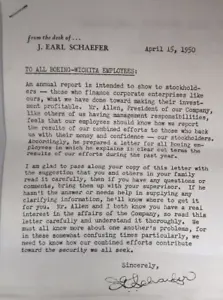 from the desk of ...
J. EARL SCHAEFER
April 15, 1950
TO ALL BOEING-WICHITA EMPLOYEES:
An annual report is intended to show to stockhold-
ers -- those who finance corporate enterprises like
ours, what we have done toward making their invest-
ment profitable. Mr. Allen, President of our Company,
like others of us having management responsibilities,
feels that our employees should know how we report
the results of our combined efforts to those who back
us with their money and confidence -- our stockholders.
Accordingly, he prepared a letter for all Boeing em-
ployees in which he explains in clear cut terms the
results of our efforts during the past year.
I am glad to pass along your copy of this letter with
the suggestion that you and others in your family
read it carefully, then if you have any questions or
comments, bring them up with your supervisor. If he
hasn't the answer or needs help in supplying any
clarifying information, he'll know where to get it
for you. Mr. Allen and I both know you have a real
interest in the affairs of the Company, so read this
letter carefully and understand it thoroughly. We
must all know more about one another's problems, for
in these somewhat confusing times particularly, we
need to know how our combined efforts contribute
toward the security we all seek.
Sincerely,